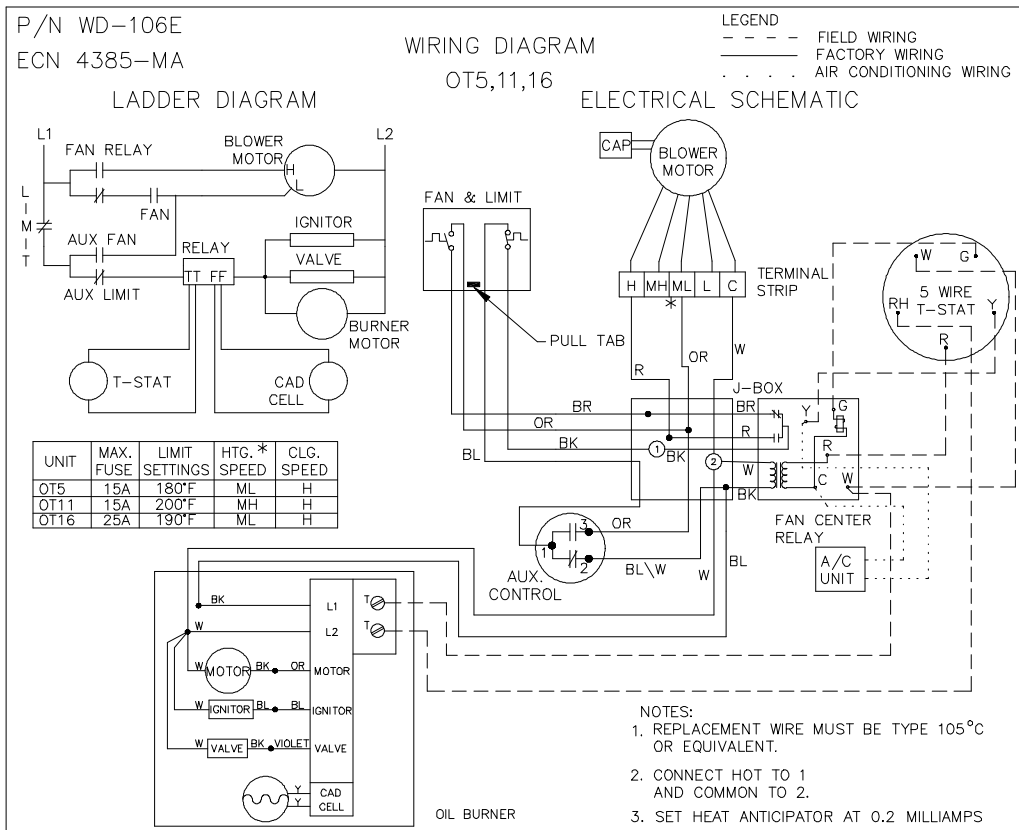 P/N WD-106E
ECN 4385-MA
WIRING DIAGRAM
OT5,11,16
LEGEND
FIELD WIRING
FACTORY WIRING
AIR CONDITIONING WIRING
LADDER DIAGRAM
L1
L2
FAN RELAY
BLOWER
MOTOR
H
L
LIMIT
FAN
AUX FAN
RELAY
TT FF
AUX LIMIT
IGNITOR
VALVE
BURNER
MOTOR
T-STAT
CAD
CELL
ELECTRICAL SCHEMATIC
CAP
BLOWER
MOTOR
FAN & LIMIT
PULL TAB
H MH ML L C
*
TERMINAL
STRIP
W G
5 WIRE
T-STAT
RH Y
R
R
OR
W
J-BOX
BR
BR
OR
R
BK
1
BK
BL
2
W
BK
Y
G
R
C
W
FAN CENTER
RELAY
A/C
UNIT
3
OR
1
2
BL\W
W
BL
AUX.
CONTROL
UNIT MAX. FUSE LIMIT SETTINGS HTG.* SPEED CLG. SPEED
OT5 15A 180°F ML H
OT11 15A 200°F MH H
OT16 25A 190°F ML H
BK L1 T
W L2 T
W MOTOR BK OR MOTOR
W IGNITOR BL BL IGNITOR
W VALVE BK VIOLET VALVE
Y
Y
CAD
CELL
OIL BURNER
NOTES:
1. REPLACEMENT WIRE MUST BE TYPE 105°C
OR EQUIVALENT.
2. CONNECT HOT TO 1
AND COMMON TO 2.
3. SET HEAT ANTICIPATOR AT 0.2 MILLIAMPS